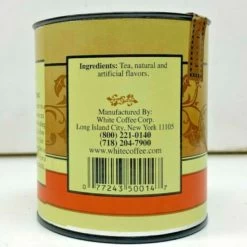 Ingredients: Tea, natural and
artificial flavors.
Manufactured By:
White Coffee Corp.
Long Island City, New York 11105
(800) 221-0140
(718) 204-7900
www.whitecoffee.com
0 77243 50014 7